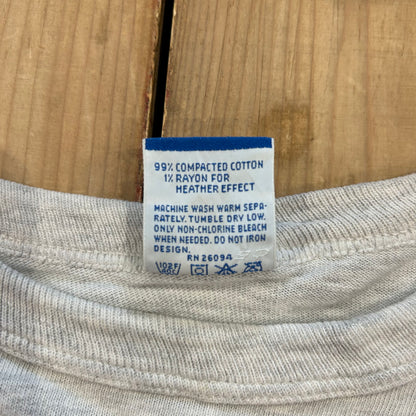 99% COMPACTED COTTON
1% RAYON FOR
HEATHER EFFECT
MACHINE WASH WARM SEPA-
RATELY. TUMBLE DRY LOW.
ONLY NON-CHLORINE BLEACH
WHEN NEEDED. DO NOT IRON
DESIGN.
RN 26094